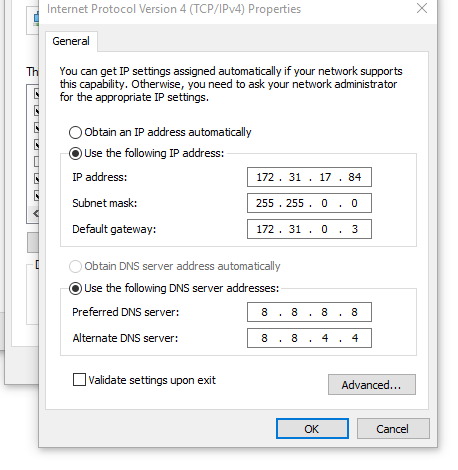 Internet Protocol Version 4 (TCP/IPv4) Properties
General
You can get IP settings assigned automatically if your network supports
this capability. Otherwise, you need to ask your network administrator
for the appropriate IP settings.
Obtain an IP address automatically
Use the following IP address:
IP address: 172 . 31 . 17 . 84
Subnet mask: 255 . 255 . 0 . 0
Default gateway: 172 . 31 . 0 . 3
Obtain DNS server address automatically
Use the following DNS server addresses:
Preferred DNS server: 8 . 8 . 8 . 8
Alternate DNS server: 8 . 8 . 4 . 4
Validate settings upon exit
Advanced...
OK Cancel